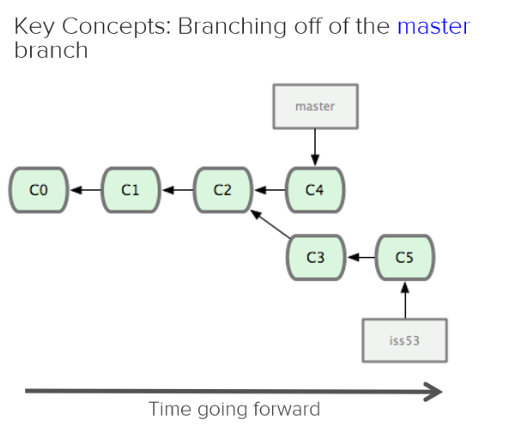 Key Concepts: Branching off of the master
branch
master
C0 C1 C2 C4
C3 C5
iss53
Time going forward